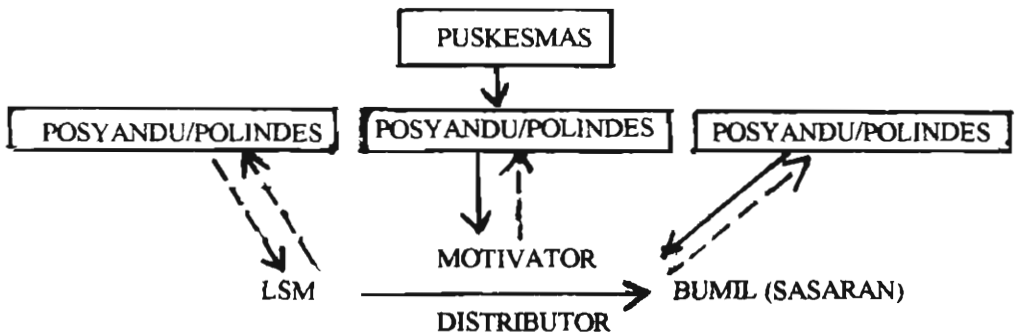 PUSKESMAS
POSYANDU/POLINDES POSYANDU/POLINDES POSYANDU/POLINDES
MOTIVATOR
LSM BUMIL (SASARAN)
DISTRIBUTOR